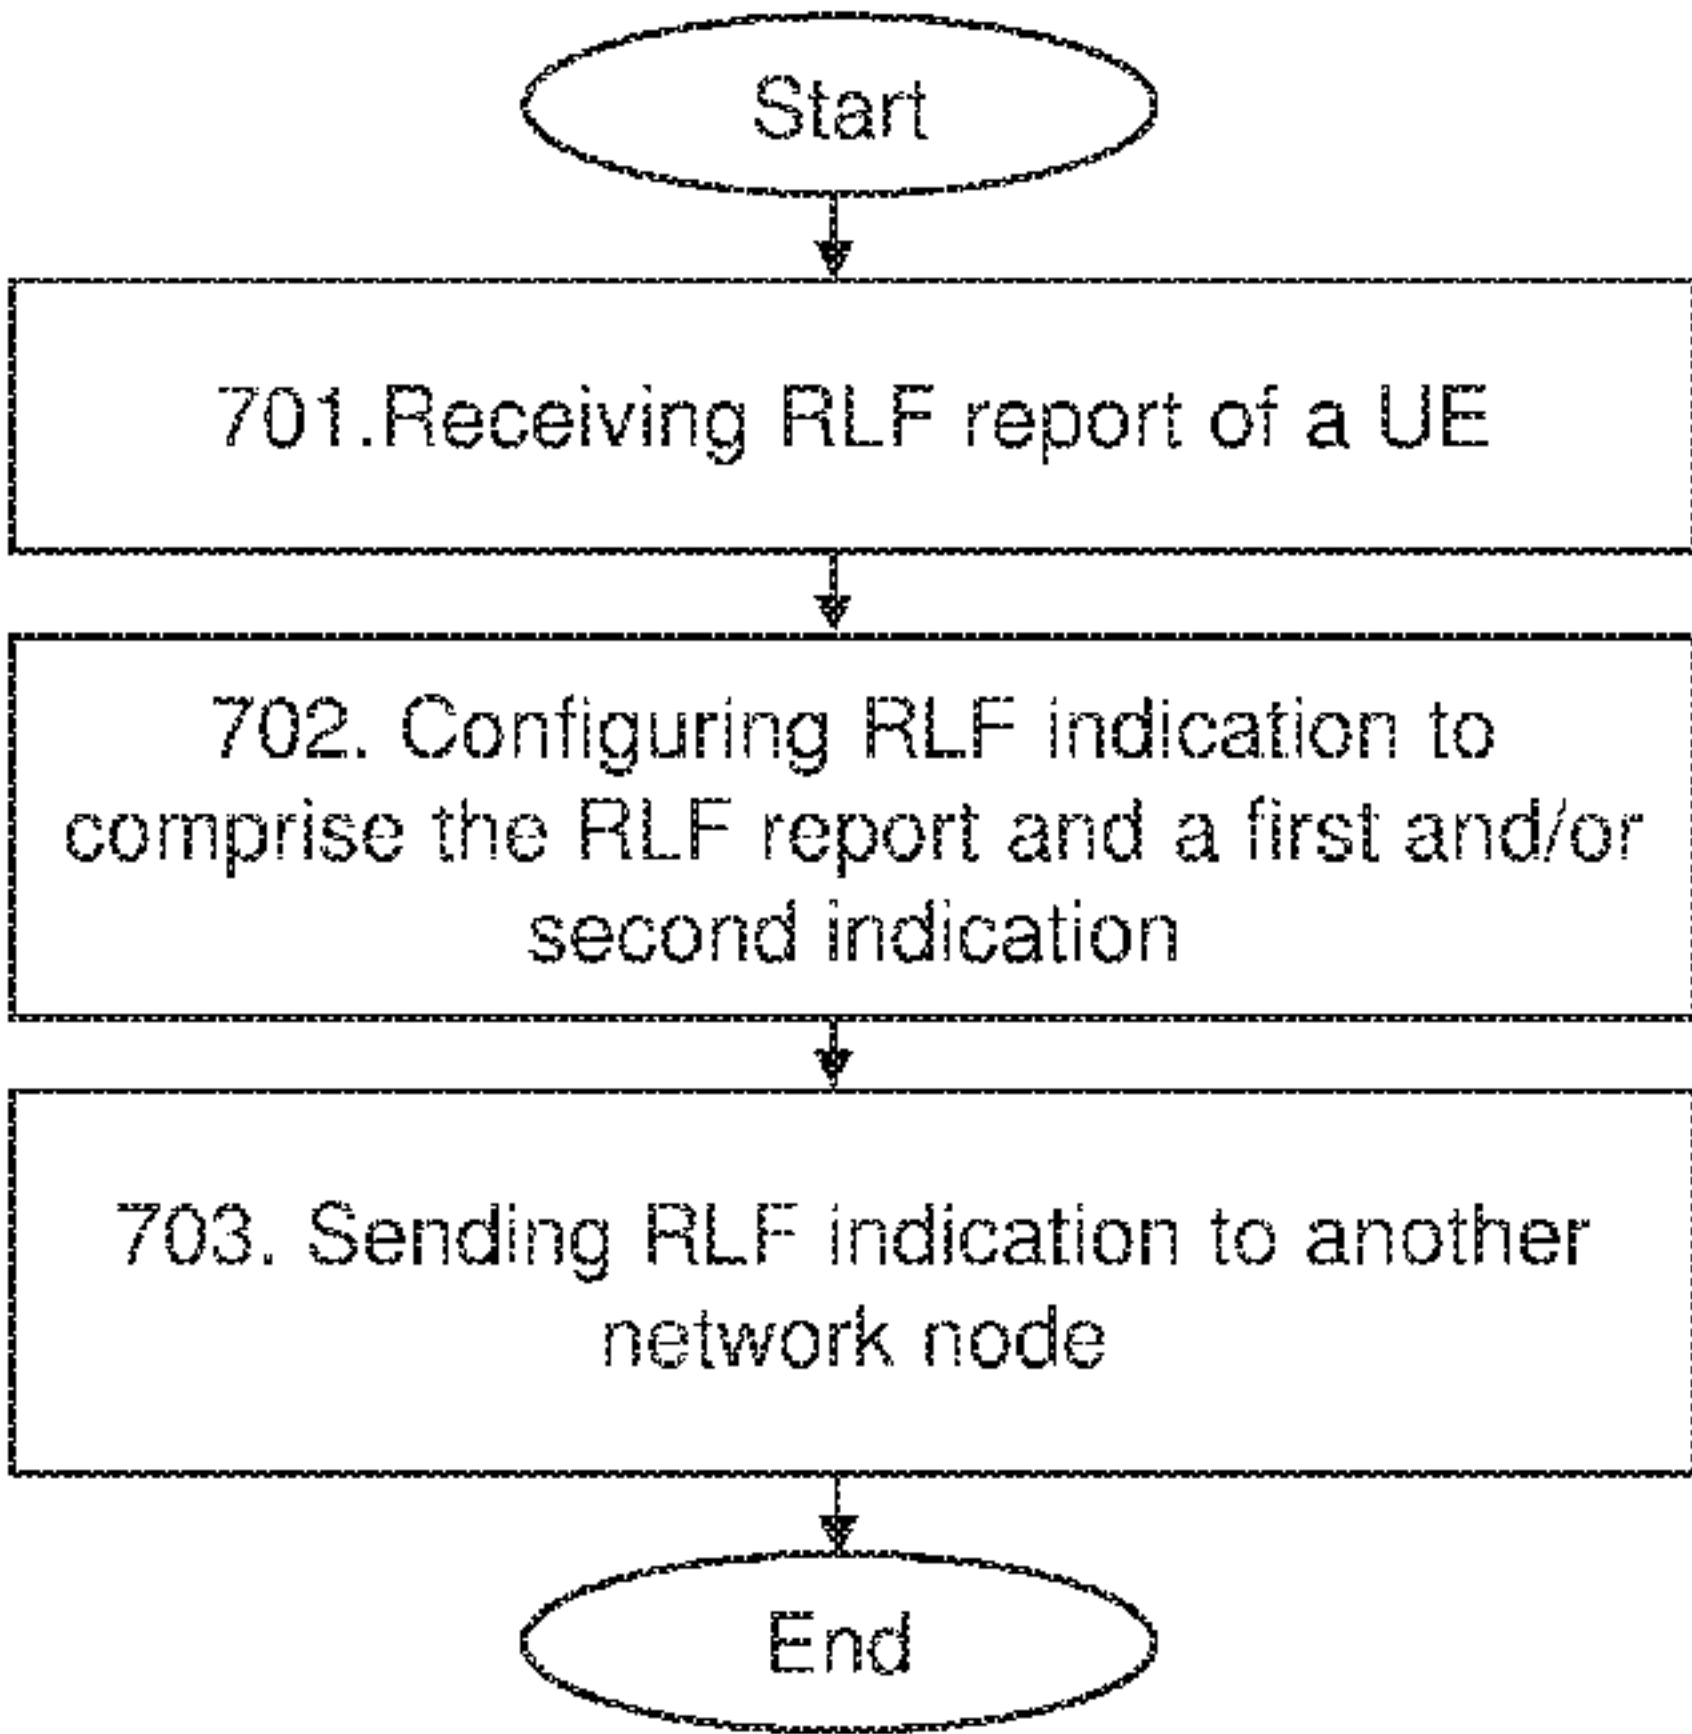 Start
701.Receiving RLF report of a UE
702. Configuring RLF indication to
comprise the RLF report and a first and/or
second indication
703. Sending RLF indication to another
network node
End